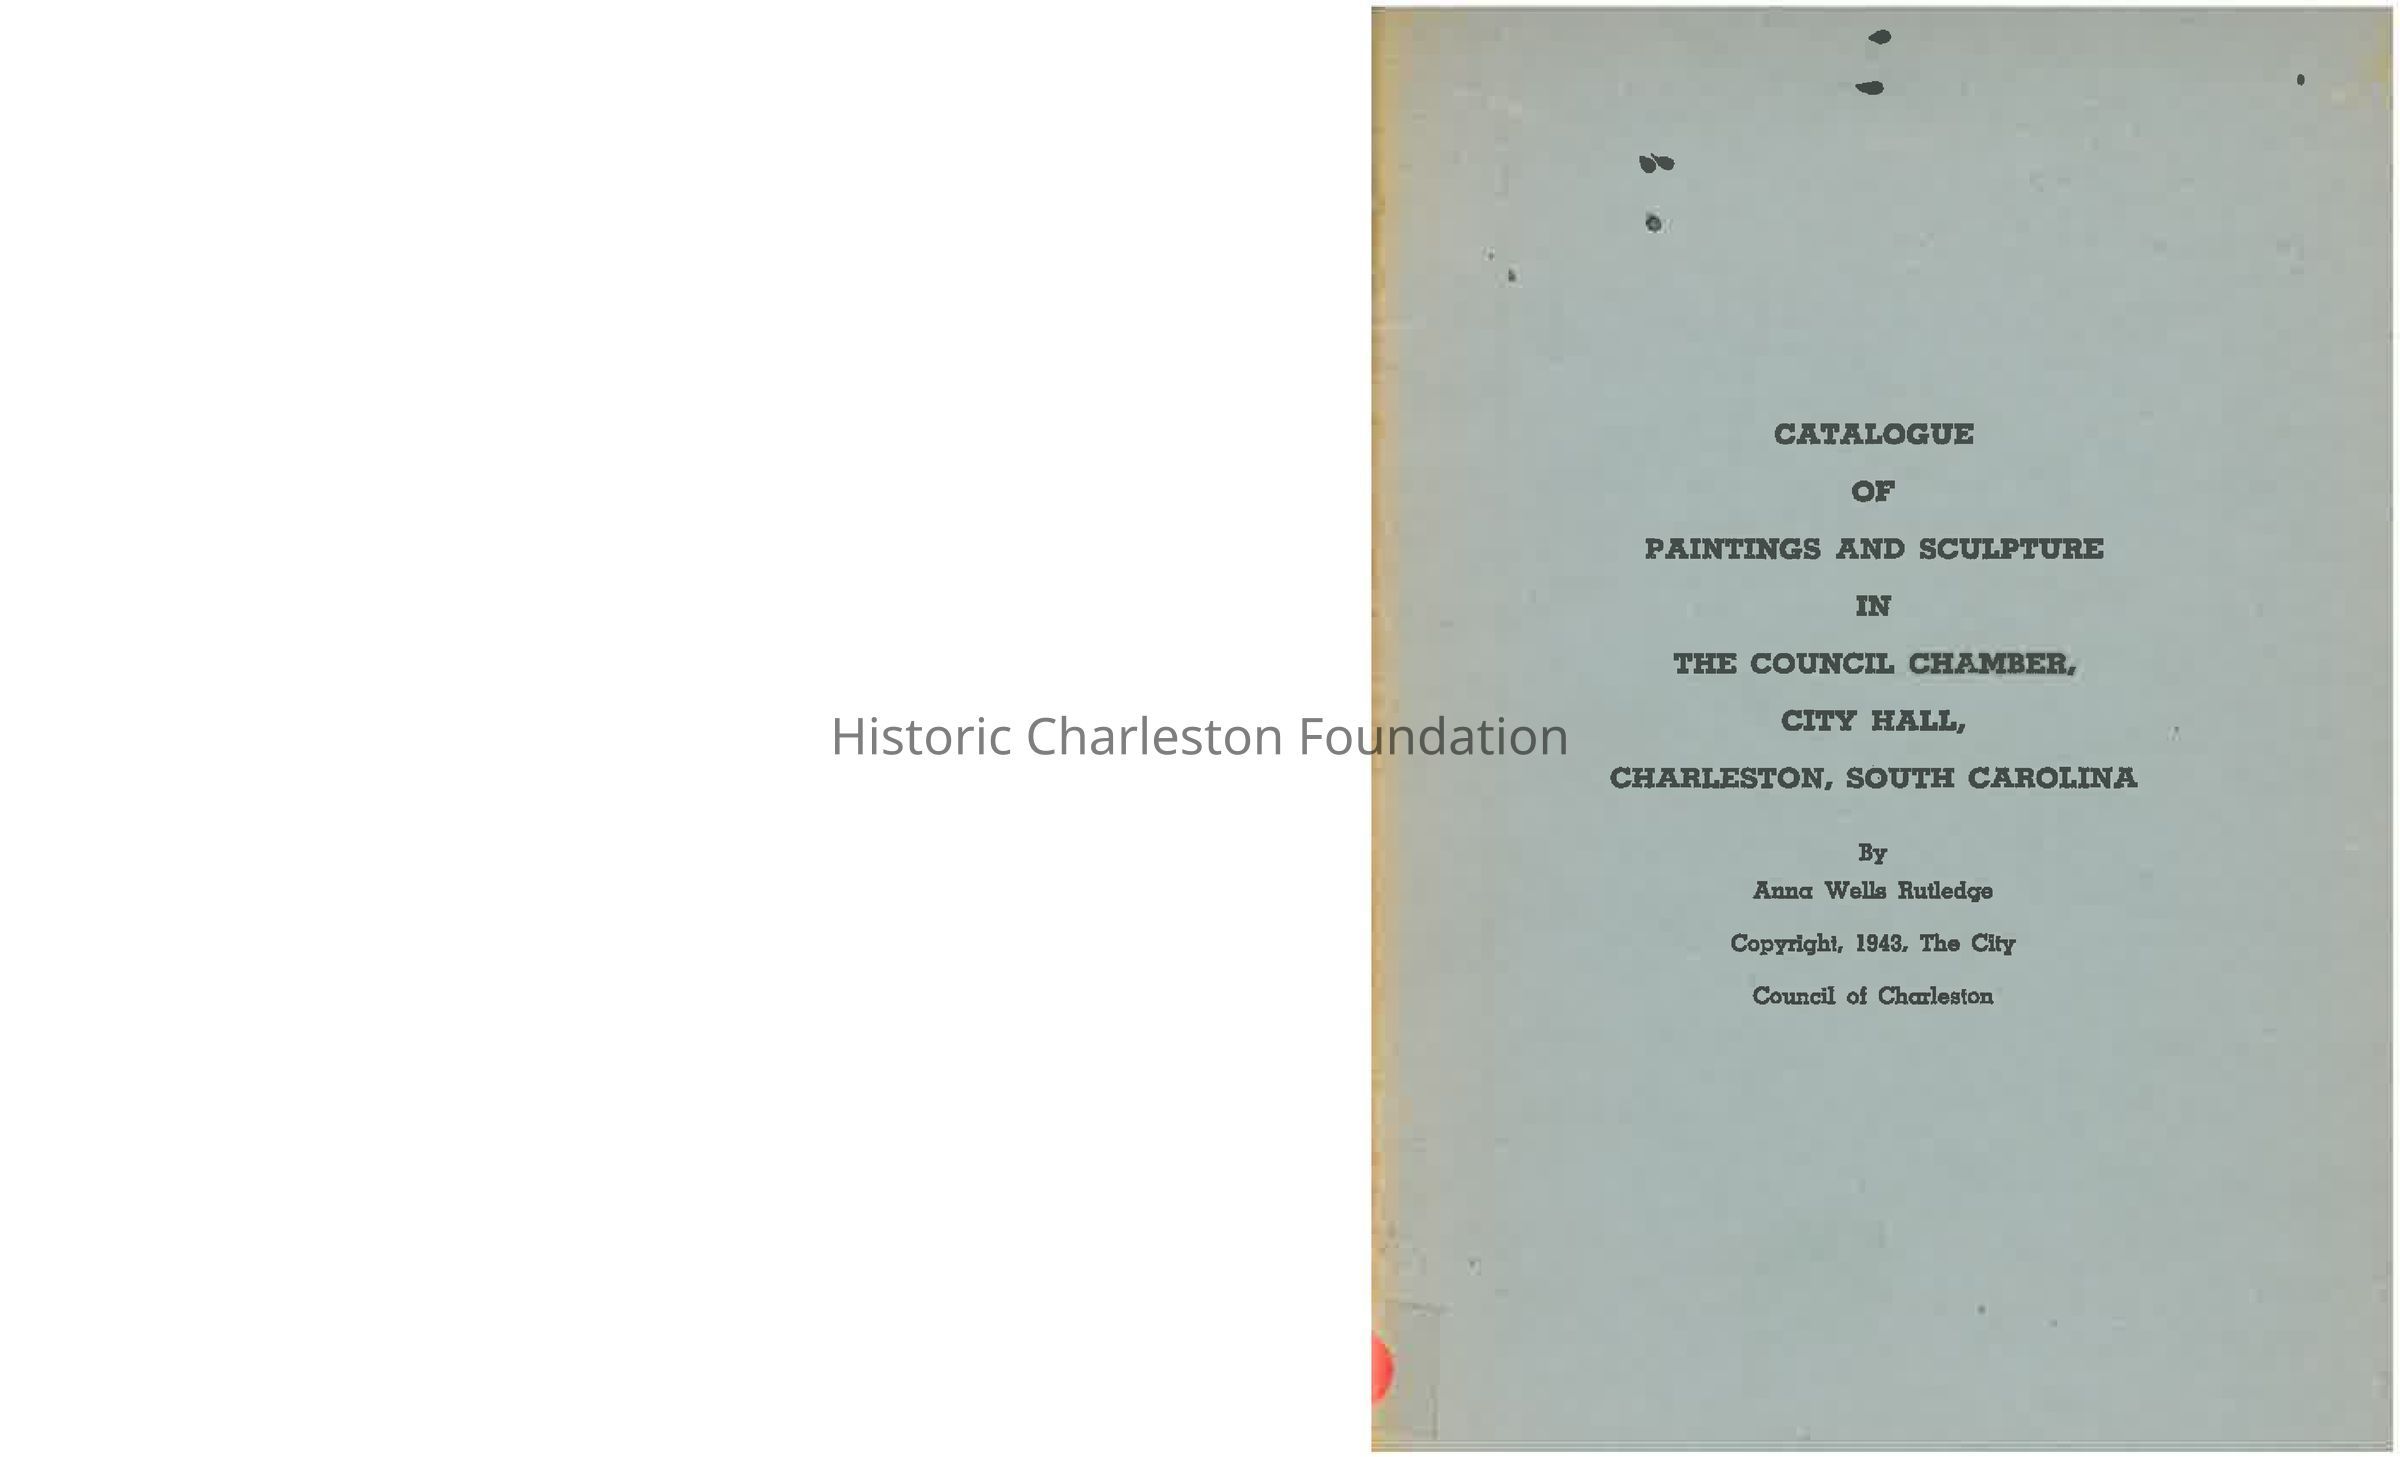 CATALOGUE
OF
PAINTINGS AND SCULPTURE
IN
THE COUNCIL CHAMBER,
CITY HALL,
CHARLESTON, SOUTH CAROLINA
By
Anna Wells Rutledge
Copyright, 1943, The City
Council of Charleston
Historic Charleston Foundation